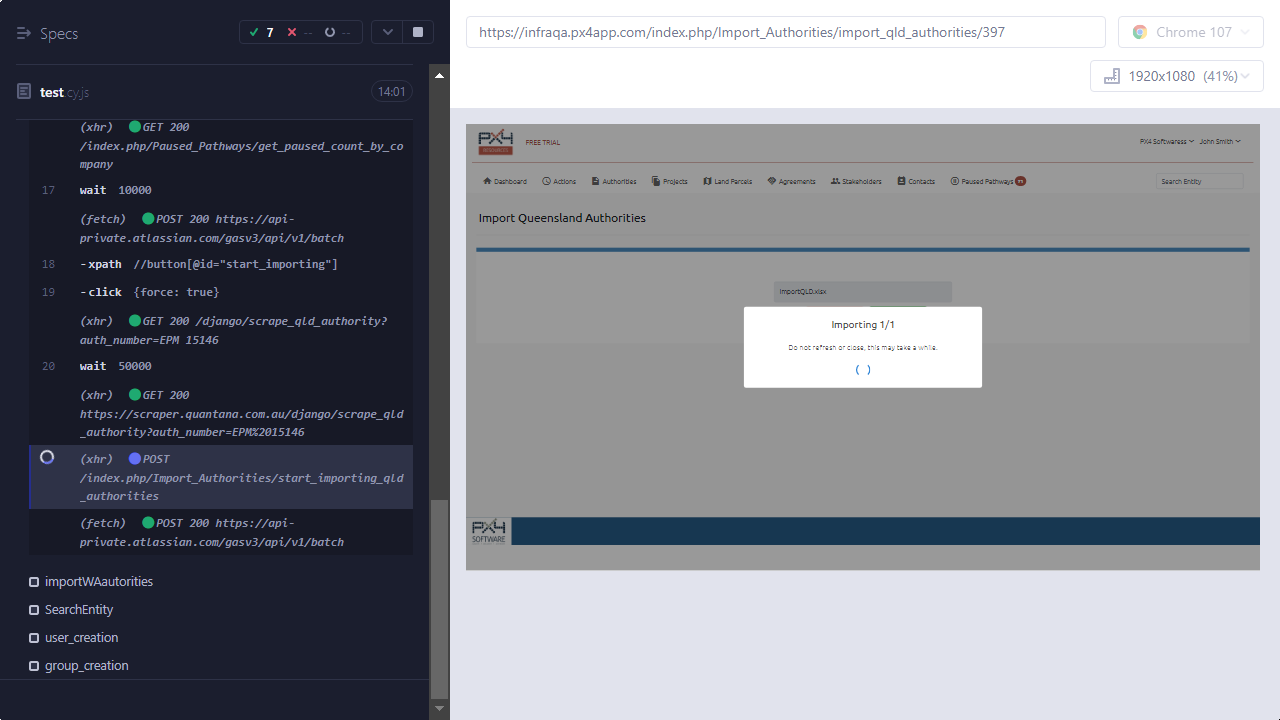 Specs
7 -- --
test cy.js
14:01
(xhr) GET 200
/index.php/Paused_Pathways/get_paused_count_by_co
mpany
17 wait 10000
(fetch) POST 200 https://api-
private.atlassian.com/gasv3/api/v1/batch
18 -xpath //button[@id="start_importing"]
19 -click {force: true}
(xhr) GET 200 /django/scrape_qld_authority?
auth_number=EPM 15146
20 wait 50000
(xhr) GET 200
https://scraper.quantana.com.au/django/scrape_qld
_authority?auth_number=EPM%2015146
(xhr) POST
/index.php/Import_Authorities/start_importing_qld
_authorities
(fetch) POST 200 https://api-
private.atlassian.com/gasv3/api/v1/batch
importWAautorities
SearchEntity
user_creation
group_creation
https://infraqa.px4app.com/index.php/Import_Authorities/import_qld_authorities/397
Chrome 107
1920x1080 (41%)
PX4
FREE TRIAL
PX4 Softwaress John Smith
Dashboard Actions Authorities Projects Land Parcels Agreements Stakeholders Contacts Paused Pathways
Search Entity
Import Queensland Authorities
ImportQLD.xlsx
Importing 1/1
Do not refresh or close, this may take a while.
PX4
SOFTWARE